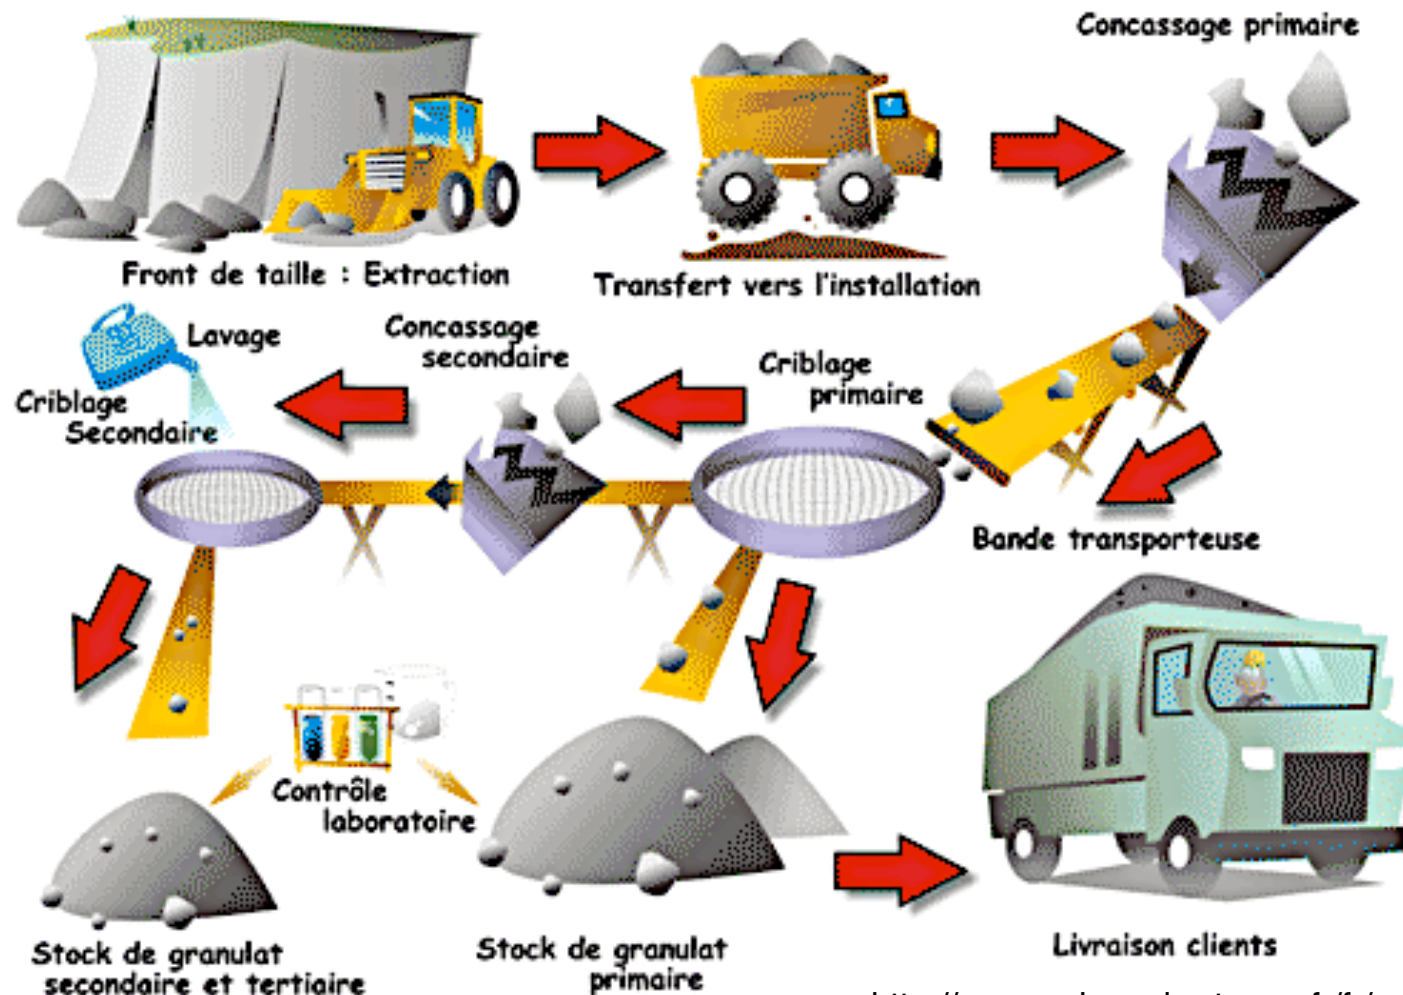 Concassage primaire
Front de taille : Extraction
Transfert vers l'installation
Lavage
Criblage
Secondaire
Concassage
secondaire
Criblage
primaire
Bande transporteuse
Contrôle
laboratoire
Stock de granulat
secondaire et tertiaire
Stock de granulat
primaire
Livraison clients